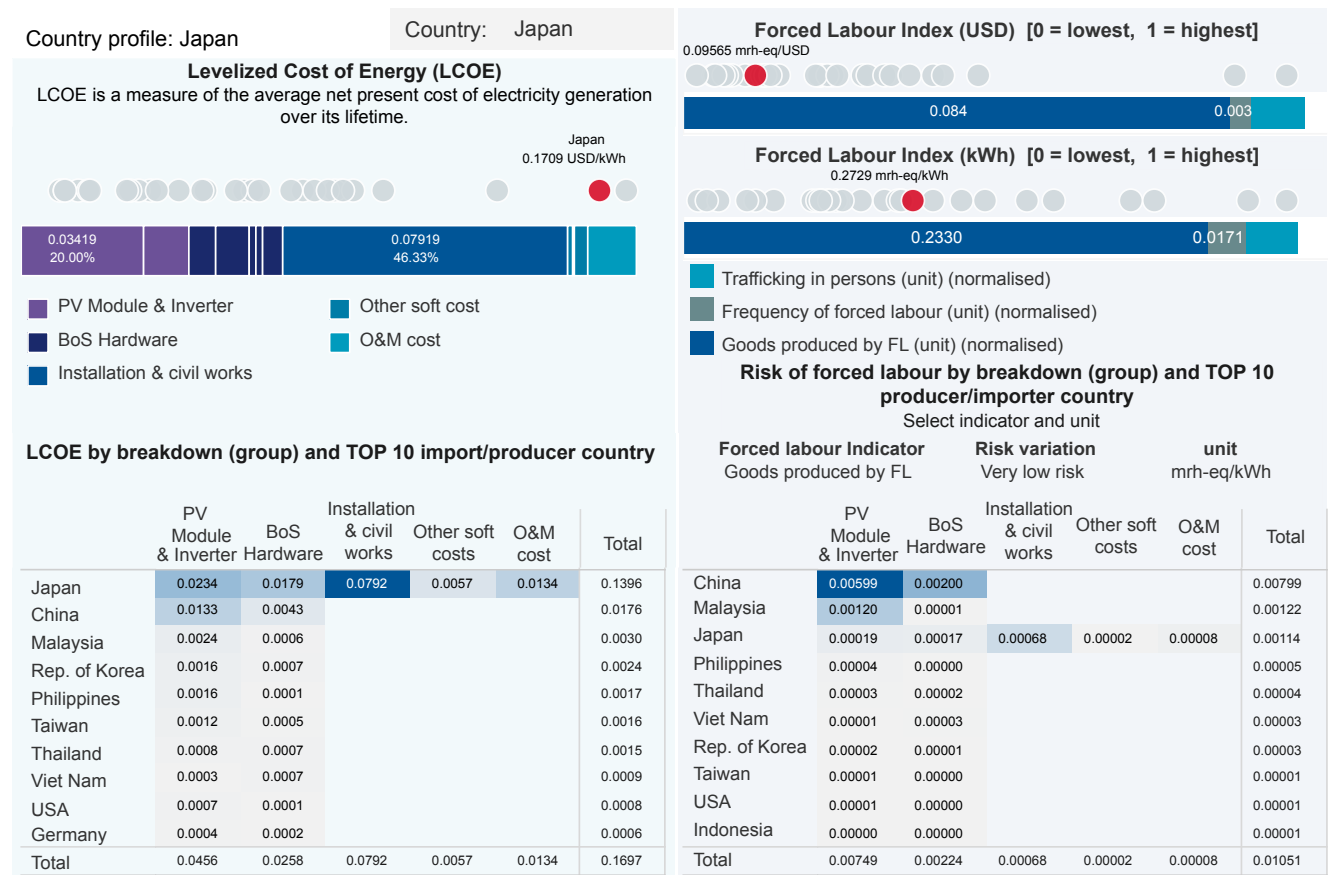 Country profile: Japan
Country: Japan
Levelized Cost of Energy (LCOE)
LCOE is a measure of the average net present cost of electricity generation
over its lifetime.
Japan
0.1709 USD/kWh
0.03419
20.00%
0.07919
46.33%
PV Module & Inverter
Other soft cost
BoS Hardware
O&M cost
Installation & civil works
LCOE by breakdown (group) and TOP 10 import/producer country
PV
Module
& Inverter
BoS
Hardware
Installation
& civil
works
Other soft
costs
O&M
cost
Total
Japan 0.0234 0.0179 0.0792 0.0057 0.0134 0.1396
China 0.0133 0.0043 0.0176
Malaysia 0.0024 0.0006 0.0030
Rep. of Korea 0.0016 0.0007 0.0024
Philippines 0.0016 0.0001 0.0017
Taiwan 0.0012 0.0005 0.0016
Thailand 0.0008 0.0007 0.0015
Viet Nam 0.0003 0.0007 0.0009
USA 0.0007 0.0001 0.0008
Germany 0.0004 0.0002 0.0006
Total 0.0456 0.0258 0.0792 0.0057 0.0134 0.1697
Forced Labour Index (USD) [0 = lowest, 1 = highest]
0.09565 mrh-eq/USD
0.084 0.003
Forced Labour Index (kWh) [0 = lowest, 1 = highest]
0.2729 mrh-eq/kWh
0.2330 0.0171
Trafficking in persons (unit) (normalised)
Frequency of forced labour (unit) (normalised)
Goods produced by FL (unit) (normalised)
Risk of forced labour by breakdown (group) and TOP 10
producer/importer country
Select indicator and unit
Forced labour Indicator Risk variation unit
Goods produced by FL Very low risk mrh-eq/kWh
PV
Module
& Inverter
BoS
Hardware
Installation
& civil
works
Other soft
costs
O&M
cost
Total
China 0.00599 0.00200 0.00799
Malaysia 0.00120 0.00001 0.00122
Japan 0.00019 0.00017 0.00068 0.00002 0.00008 0.00114
Philippines 0.00004 0.00000 0.00005
Thailand 0.00003 0.00002 0.00004
Viet Nam 0.00001 0.00003 0.00003
Rep. of Korea 0.00002 0.00001 0.00003
Taiwan 0.00001 0.00000 0.00001
USA 0.00001 0.00000 0.00001
Indonesia 0.00000 0.00000 0.00001
Total 0.00749 0.00224 0.00068 0.00002 0.00008 0.01051